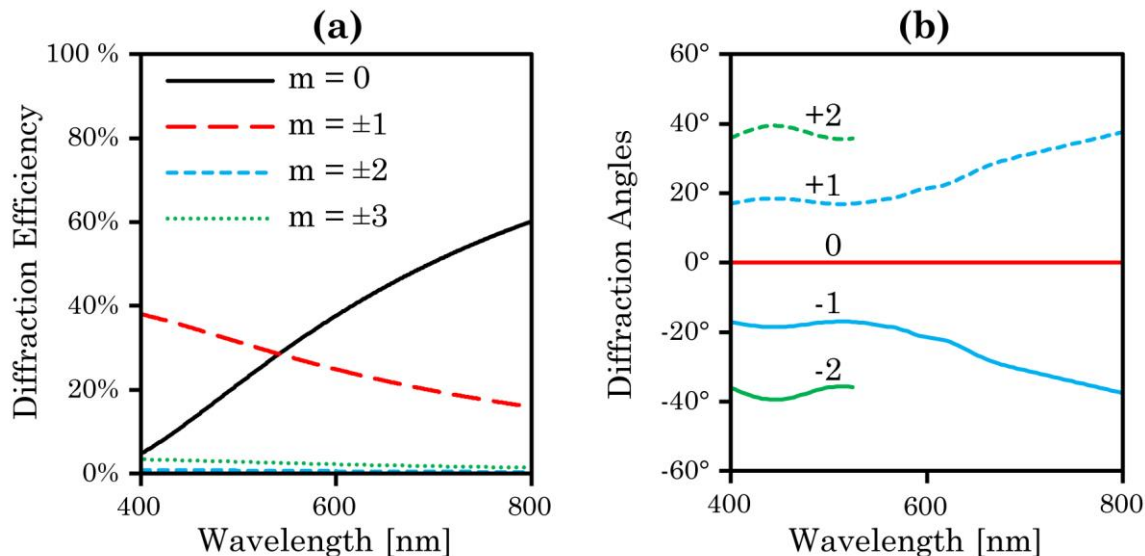 (a)
100 %
80%
60%
40%
20%
0%
Diffraction Efficiency
m = 0
m = ±1
m = ±2
m = ±3
400
600
800
Wavelength [nm]
(b)
60°
40°
20°
0°
-20°
-40°
-60°
Diffraction Angles
+2
+1
0
-1
-2
400
600
800
Wavelength [nm]